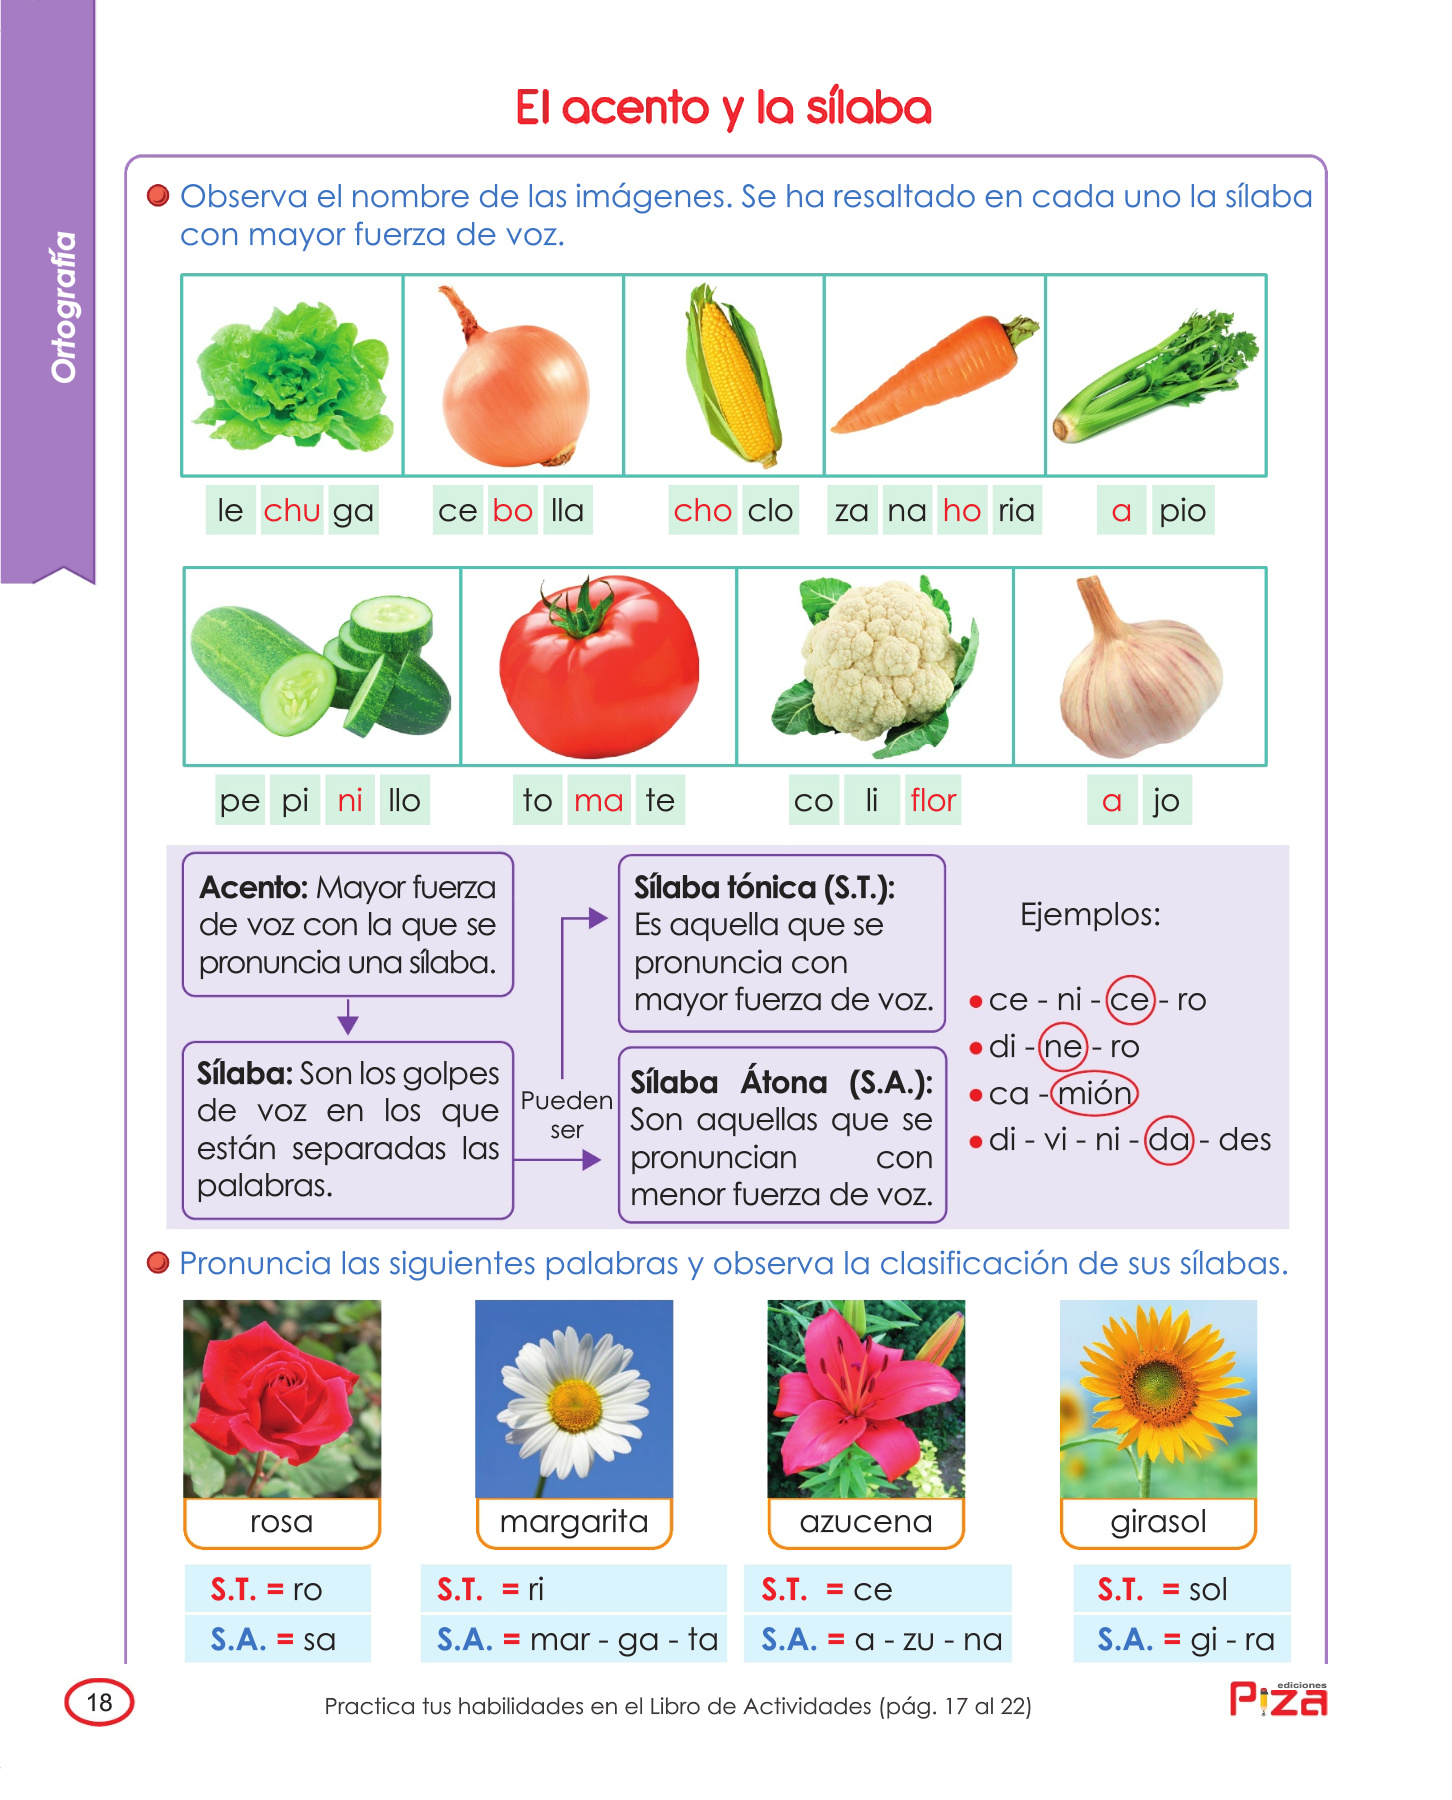 Ortografía
El acento y la sílaba
Observa el nombre de las imágenes. Se ha resaltado en cada uno la sílaba
con mayor fuerza de voz.
le chu ga
ce bo lla
cho clo
za na ho ria
a pio
pe pi ni llo
to ma te
co li flor
a jo
Acento: Mayor fuerza
de voz con la que se
pronuncia una sílaba.
Sílaba: Son los golpes
de voz en los que
están separadas las
palabras.
Pueden
ser
Sílaba tónica (S.T.):
Es aquella que se
pronuncia con
mayor fuerza de voz.
Sílaba Átona (S.A.):
Son aquellas que se
pronuncian con
menor fuerza de voz.
Ejemplos:
ce - ni - ce - ro
di - ne - ro
ca - mión
di - vi - ni - da - des
Pronuncia las siguientes palabras y observa la clasificación de sus sílabas.
rosa
S.T. = ro
S.A. = sa
margarita
S.T. = ri
S.A. = mar - ga - ta
azucena
S.T. = ce
S.A. = a - zu - na
girasol
S.T. = sol
S.A. = gi - ra
18
Practica tus habilidades en el Libro de Actividades (pág. 17 al 22)
ediciones
Piza